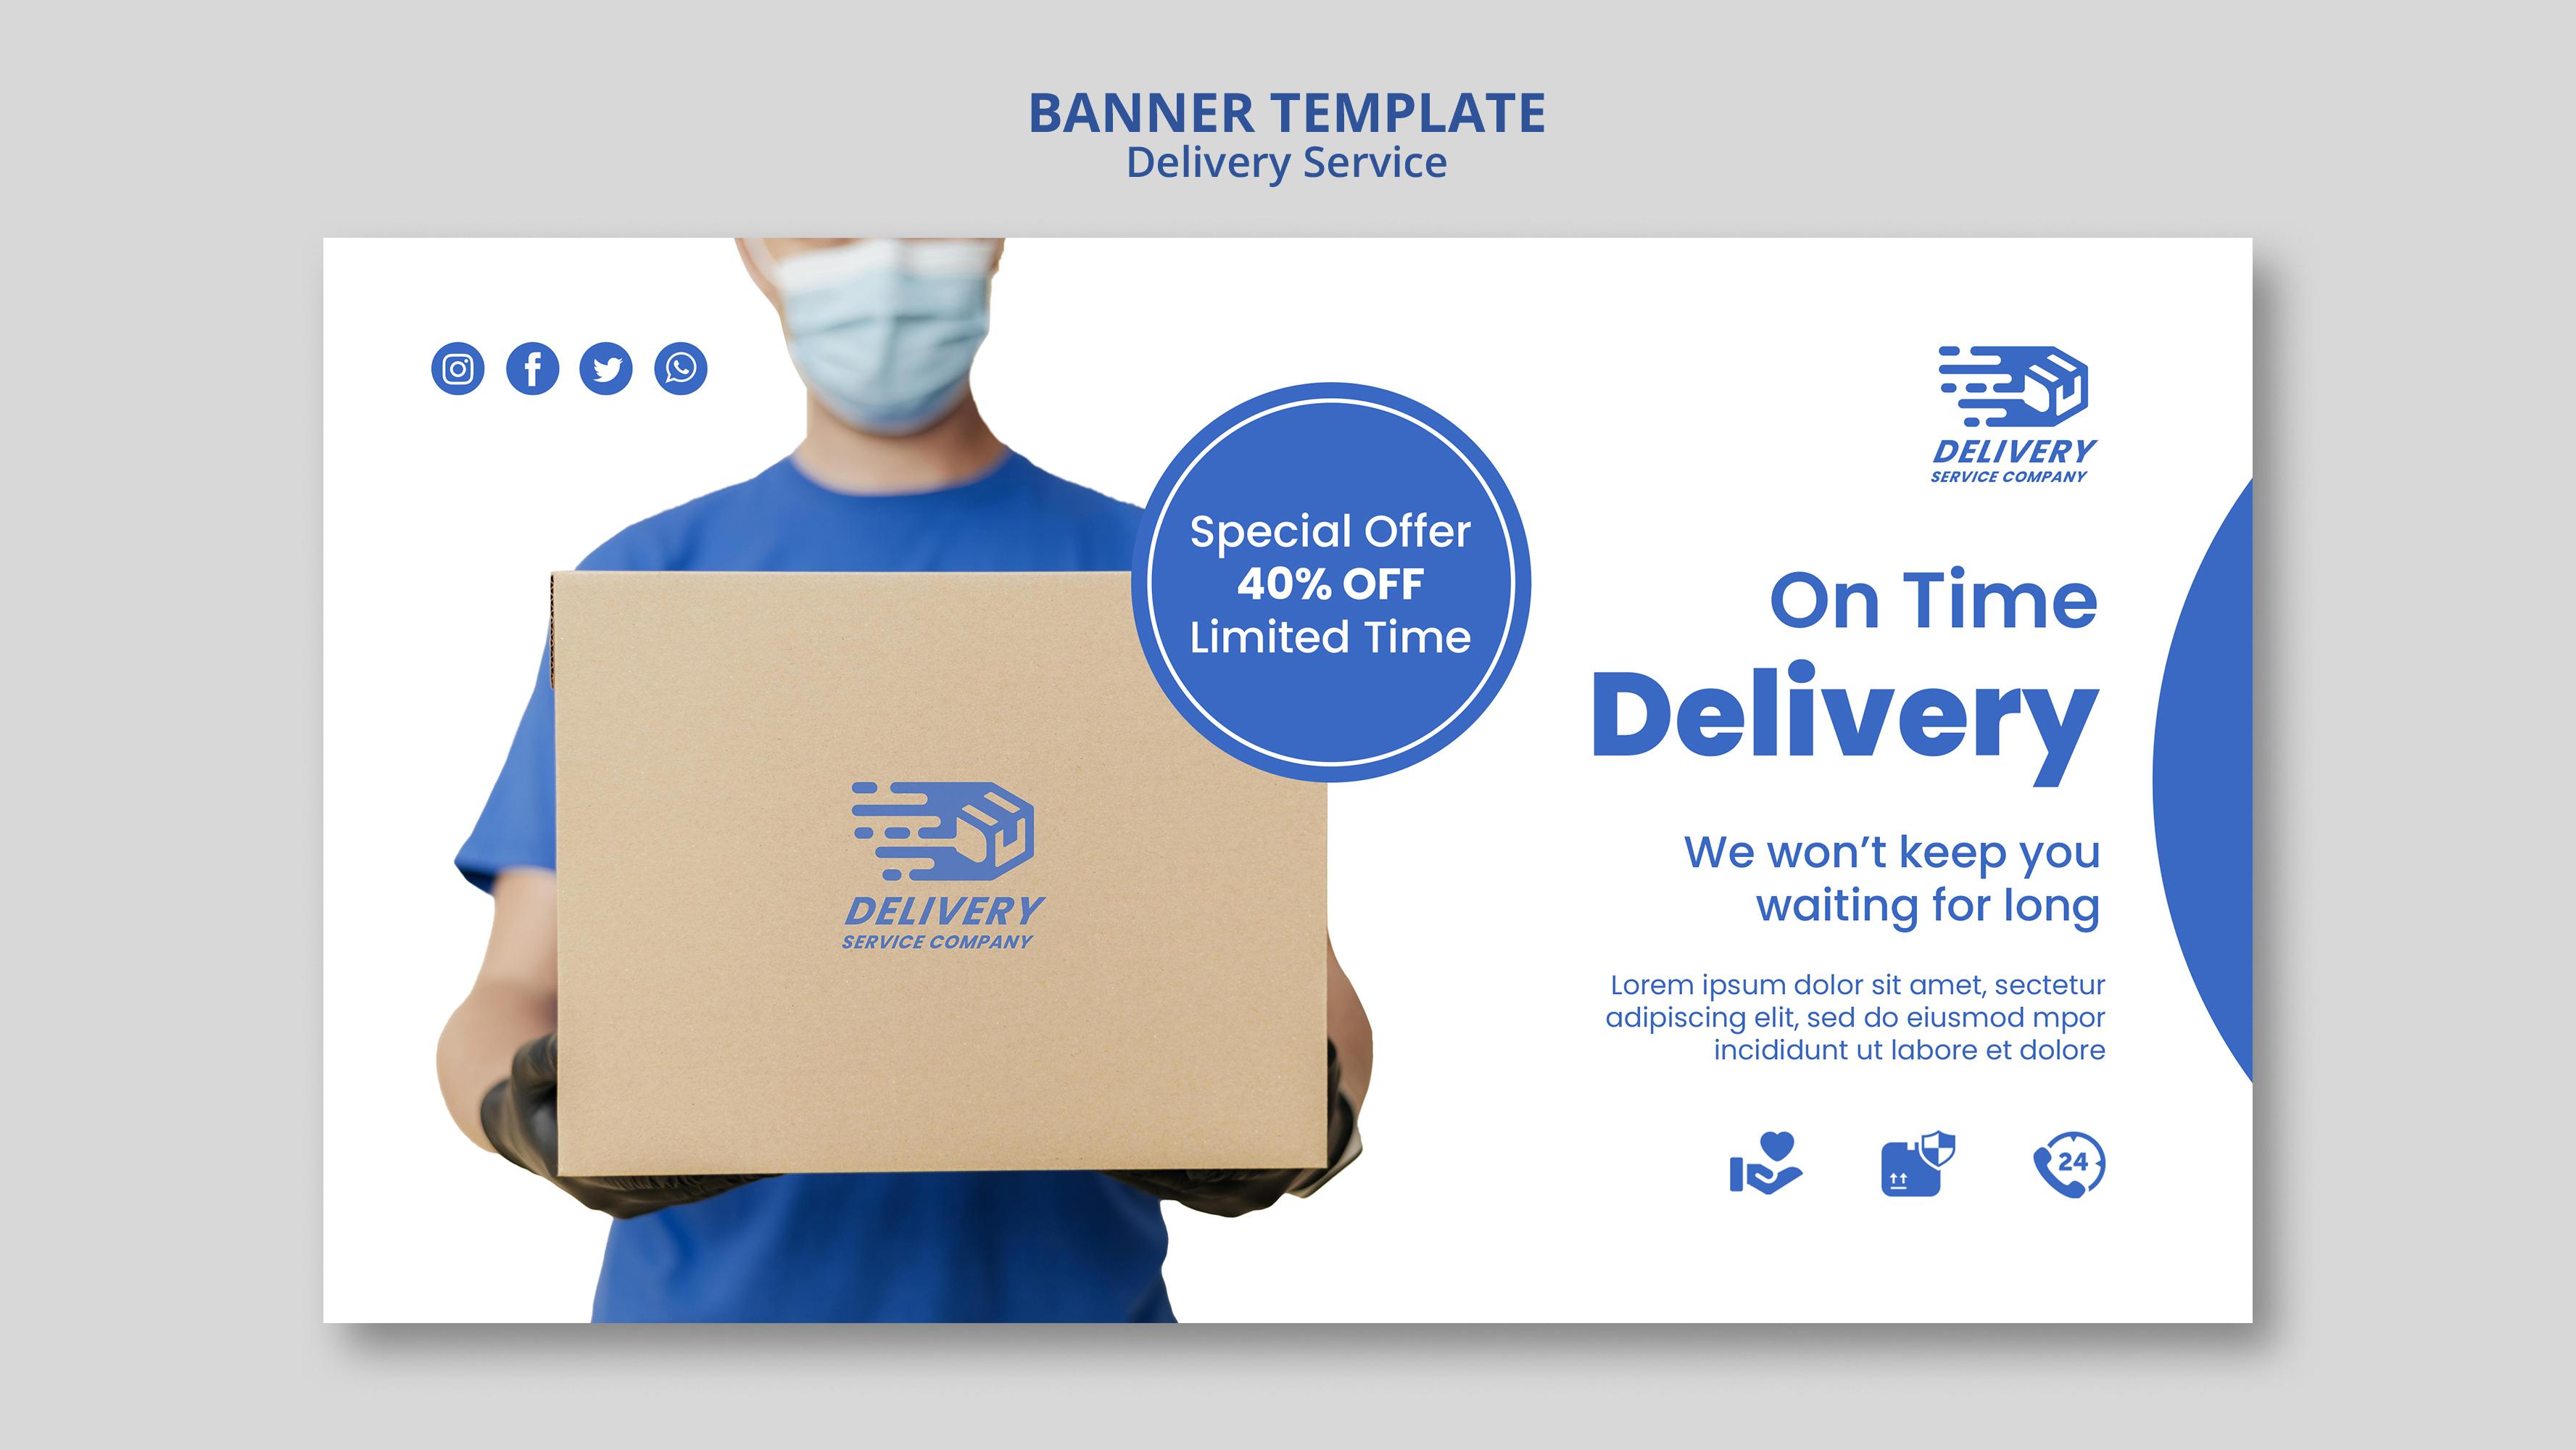 BANNER TEMPLATE
Delivery Service
DELIVERY
SERVICE COMPANY
Special Offer
40% OFF
Limited Time
On Time
Delivery
We won’t keep you
waiting for long
Lorem ipsum dolor sit amet, sectetur
adipiscing elit, sed do eiusmod mpor
incididunt ut labore et dolore
24
DELIVERY
SERVICE COMPANY